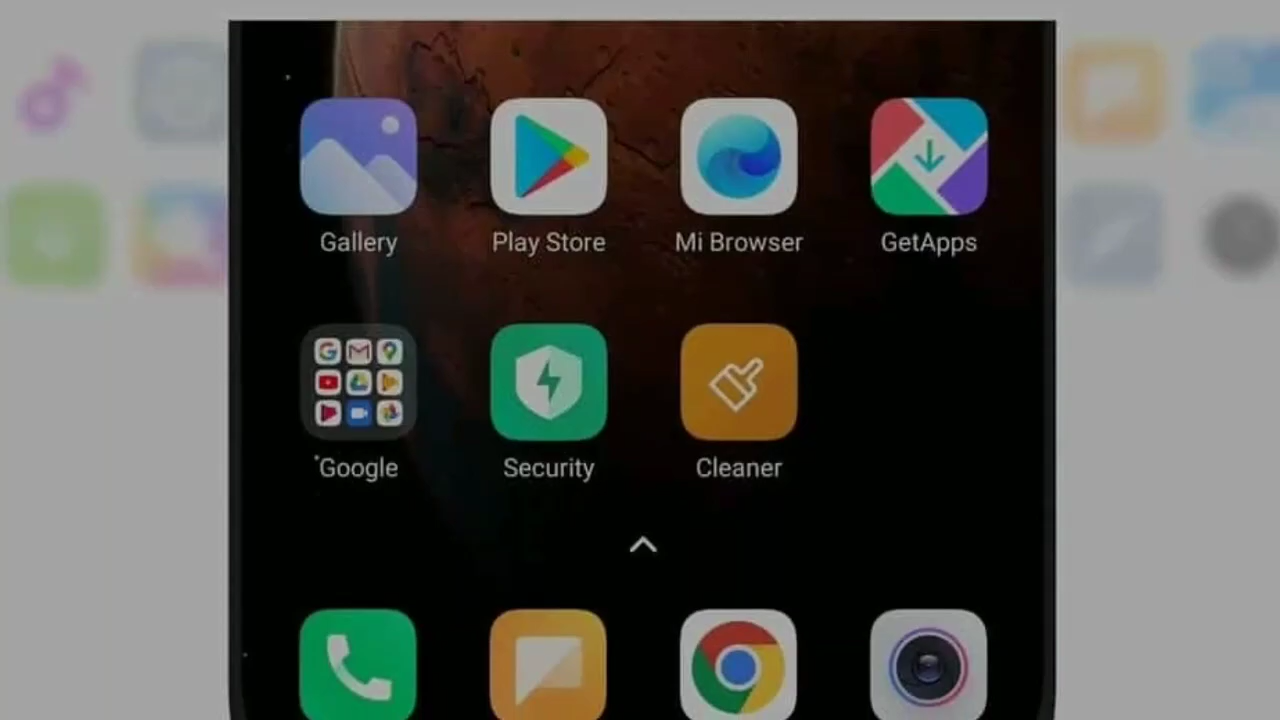 Gallery
Play Store
Mi Browser
GetApps
Google
Security
Cleaner